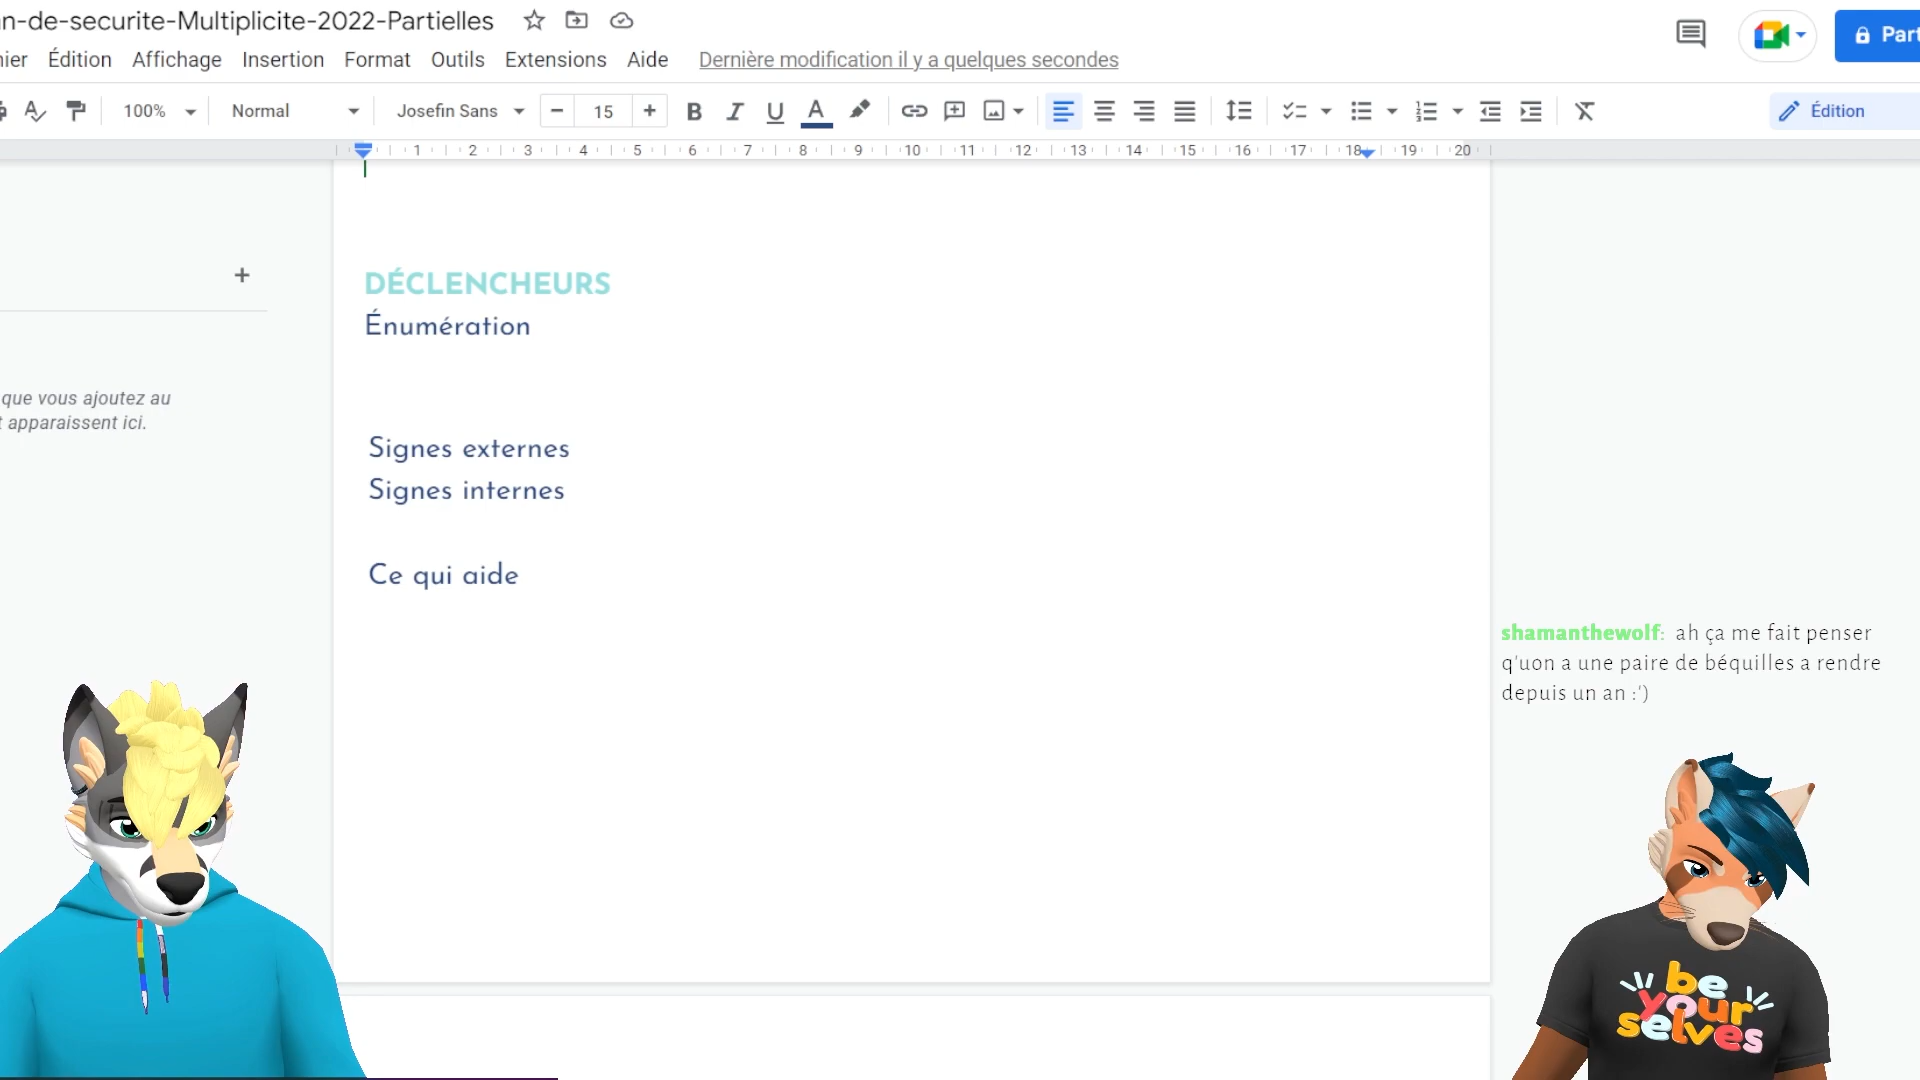 n-de-securite-Multiplicite-2022-Partielles
ier Édition Affichage Insertion Format Outils Extensions Aide Dernière modification il y a quelques secondes
Part
100% Normal Josefin Sans 15 B I U A Édition
1 2 3 4 5 6 7 8 9 10 11 12 13 14 15 16 17 18 19 20
DÉCLENCHEURS
Énumération
que vous ajoutez au
t apparaissent ici.
Signes externes
Signes internes
Ce qui aide
shamanthewolf: ah ça me fait penser
q'uon a une paire de béquilles a rendre
depuis un an :')
be
your
selves